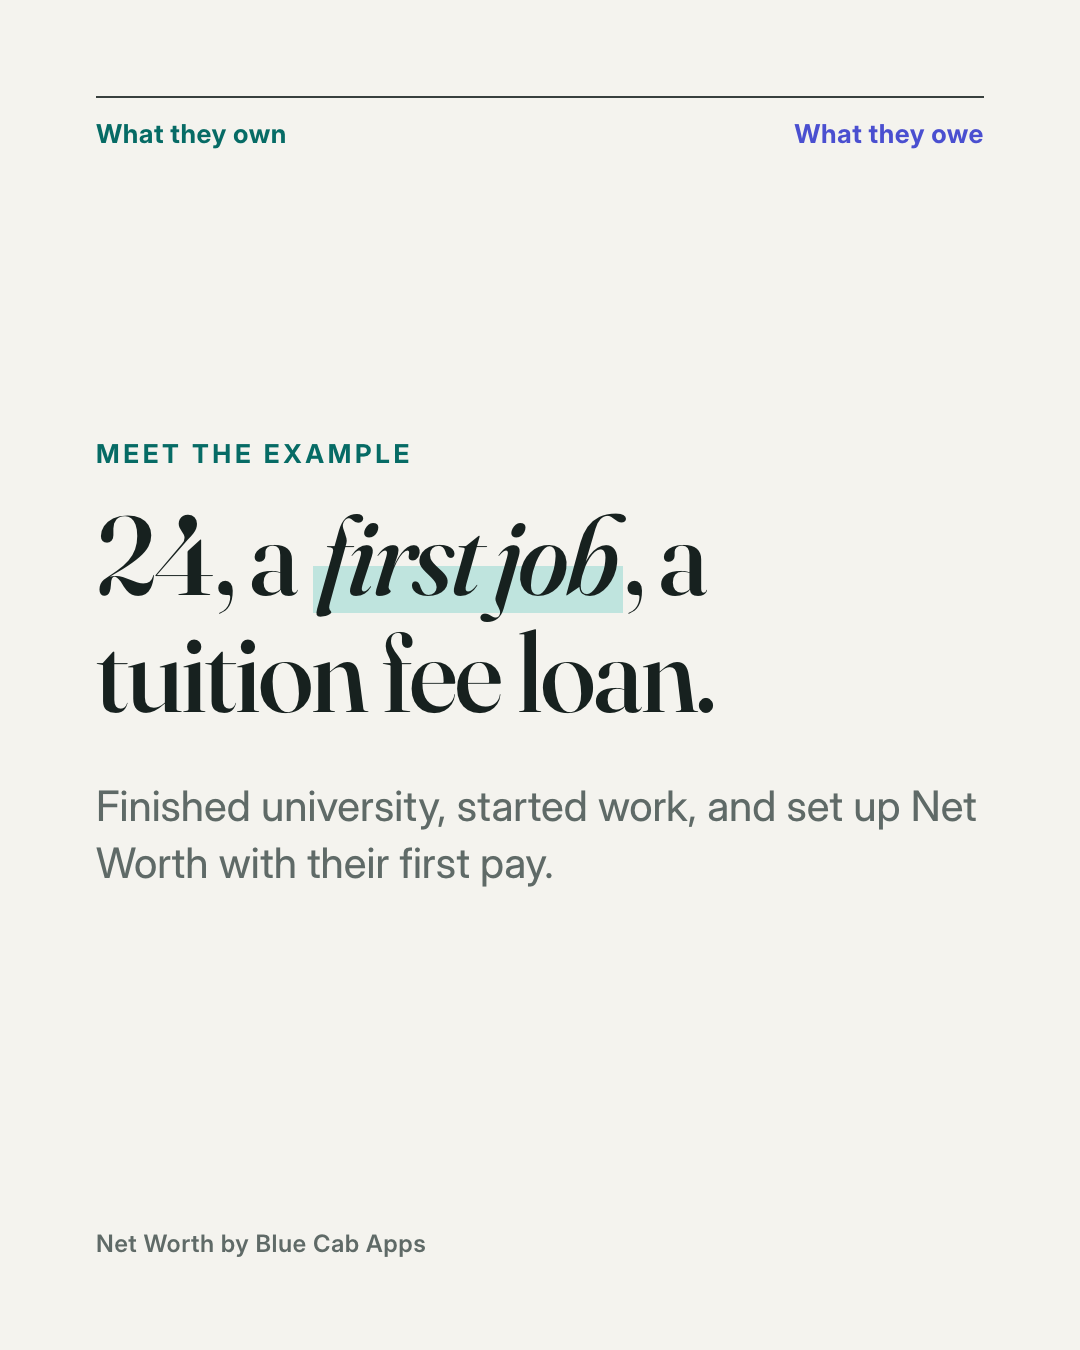 What they own
What they owe
MEET THE EXAMPLE
24, a first job, a
tuition fee loan.
Finished university, started work, and set up Net
Worth with their first pay.
Net Worth by Blue Cab Apps